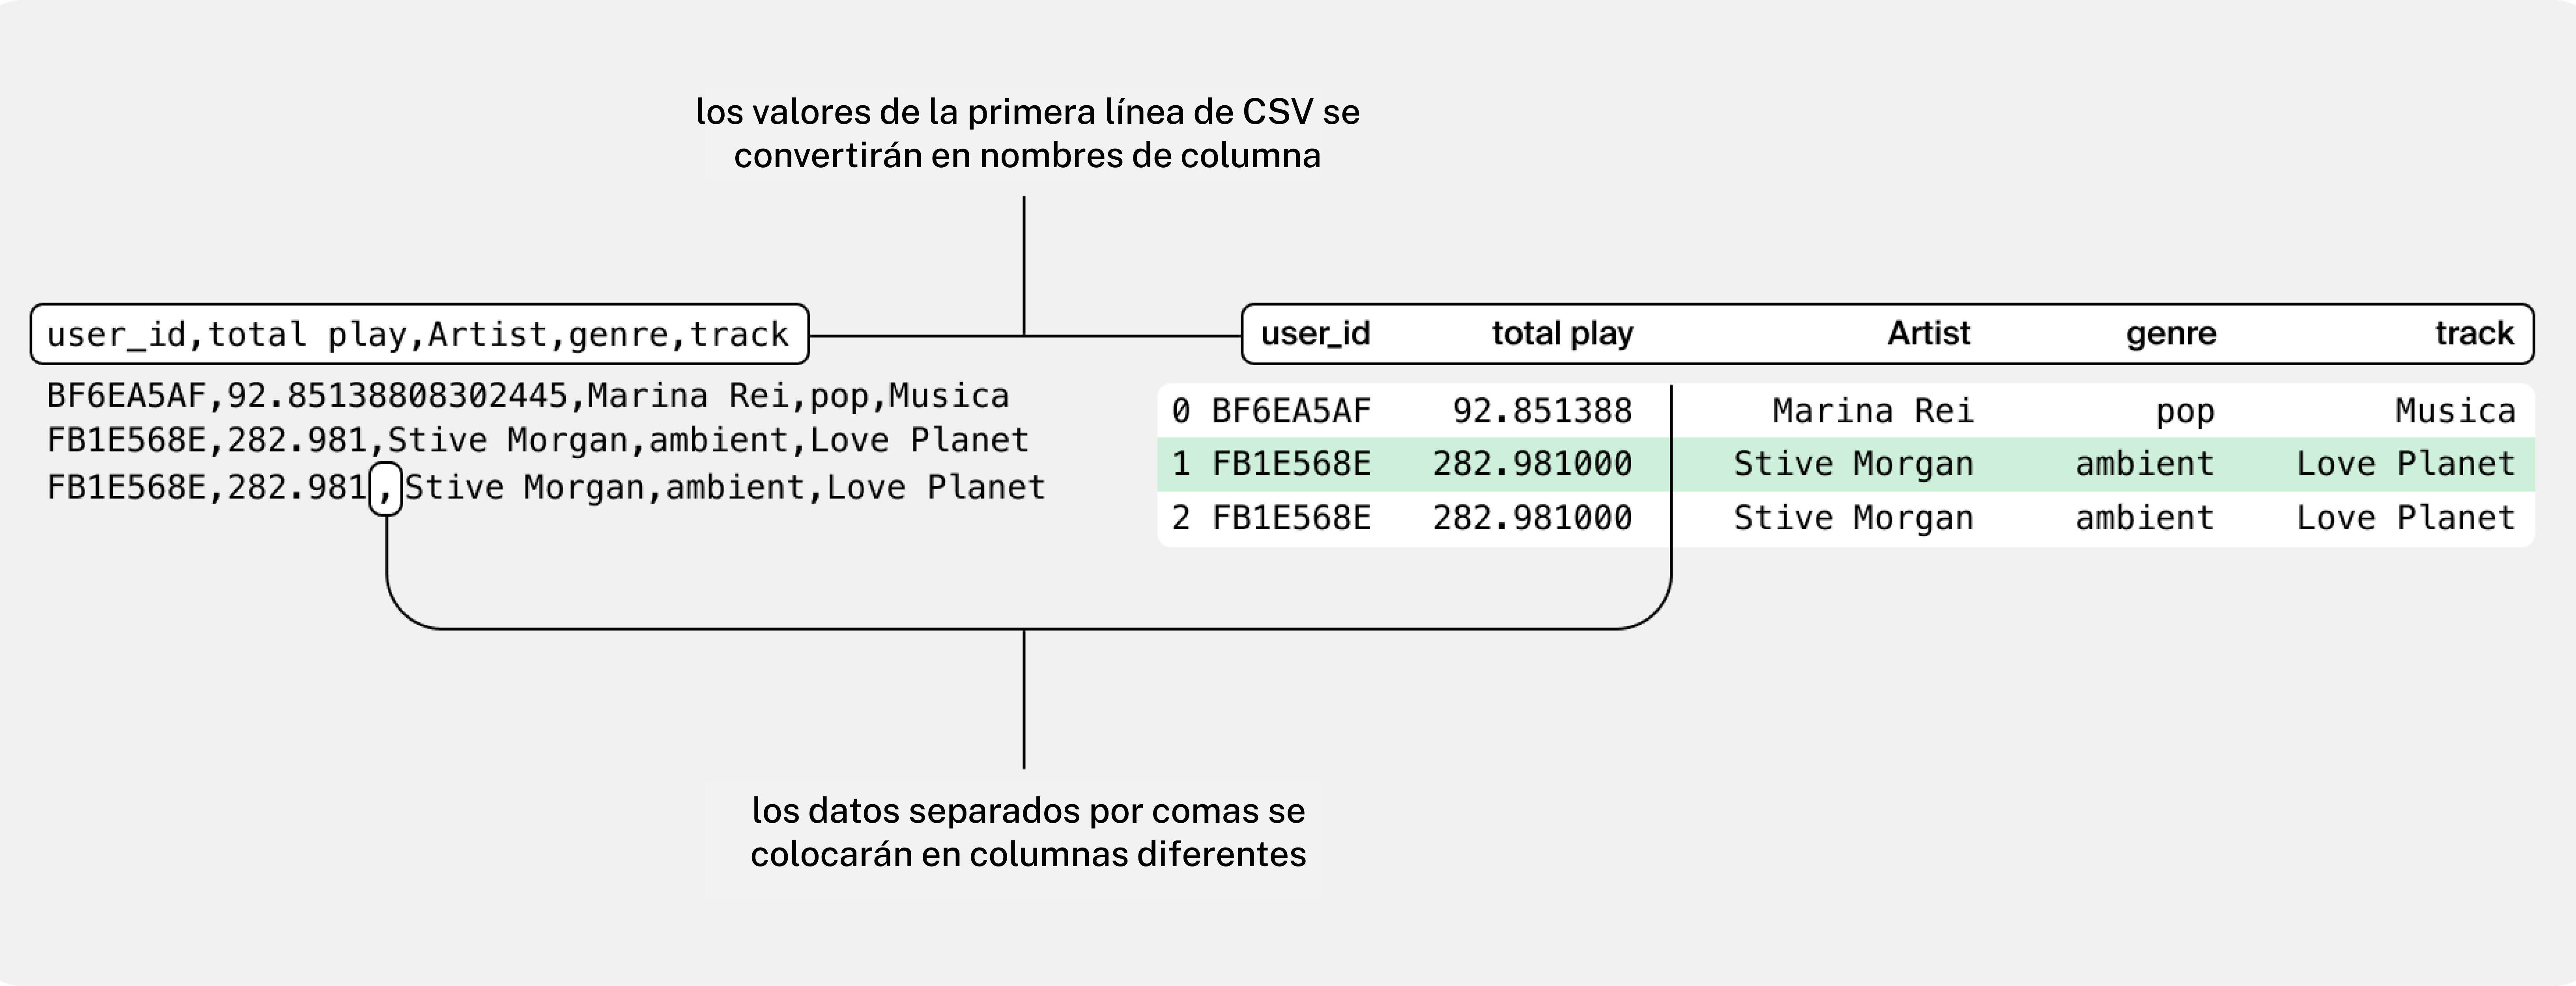 los valores de la primera línea de CSV se
convertirán en nombres de columna
user_id,total play,Artist,genre,track
BF6EA5AF,92.85138808302445,Marina Rei,pop,Musica
FB1E568E,282.981,Stive Morgan,ambient,Love Planet
FB1E568E,282.981,Stive Morgan,ambient,Love Planet
user_id total play Artist genre track
0 BF6EA5AF 92.851388 Marina Rei pop Musica
1 FB1E568E 282.981000 Stive Morgan ambient Love Planet
2 FB1E568E 282.981000 Stive Morgan ambient Love Planet
los datos separados por comas se
colocarán en columnas diferentes